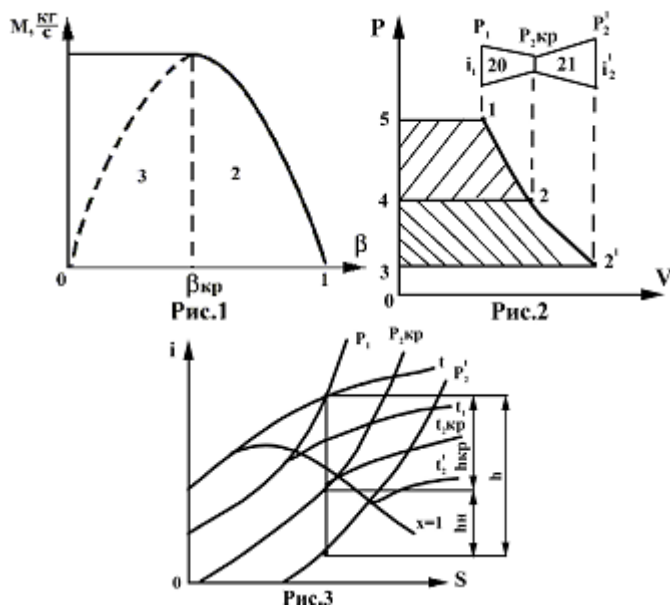 М, кг/с
3
2
0
βкр
1
β
Рис.1
P
P₁
P₂кр
P₂'
i₁
20
21
i₂'
5
1
4
2
3
2'
0
V
Рис.2
i
P₁
P₂кр
t
P₂'
t₁
t₂кр
t₂'
hкр
h
hн
x=1
0
S
Рис.3